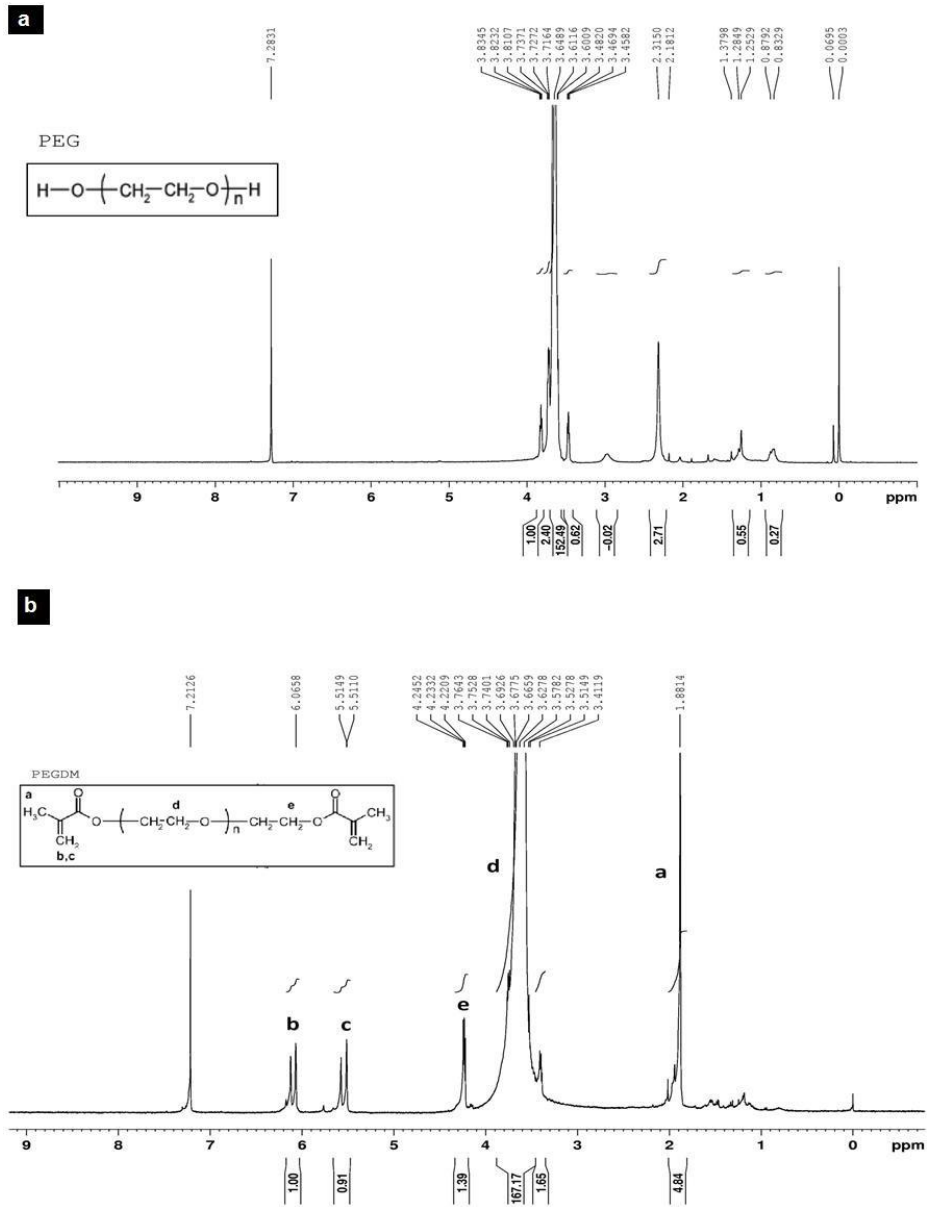 a
7.2831
3.8345
3.8232
3.8107
3.7371
3.7272
3.7164
3.6489
3.6116
3.6009
3.4820
3.4694
3.4582
2.3150
2.1812
1.3798
1.2849
1.2529
0.8792
0.8329
0.0695
0.0003
PEG
H—O—(CH2—CH2—O)n—H
9 8 7 6 5 4 3 2 1 0 ppm
1.00 2.40 152.49 0.62 -0.02 2.71 0.55 0.27
b
7.2126
6.0658
5.5149
5.5110
4.2452
4.2332
4.2209
3.7643
3.7528
3.7401
3.6926
3.6775
3.6659
3.6278
3.5782
3.5278
3.5149
3.4119
1.8814
PEGDM
a d e
O O
H3C O (CH2—CH2—O)n CH2—CH2—O CH3
CH2 CH2
b,c
d a
b c e
9 8 7 6 5 4 3 2 1 0 ppm
1.00 0.91 1.39 167.17 1.65 4.84